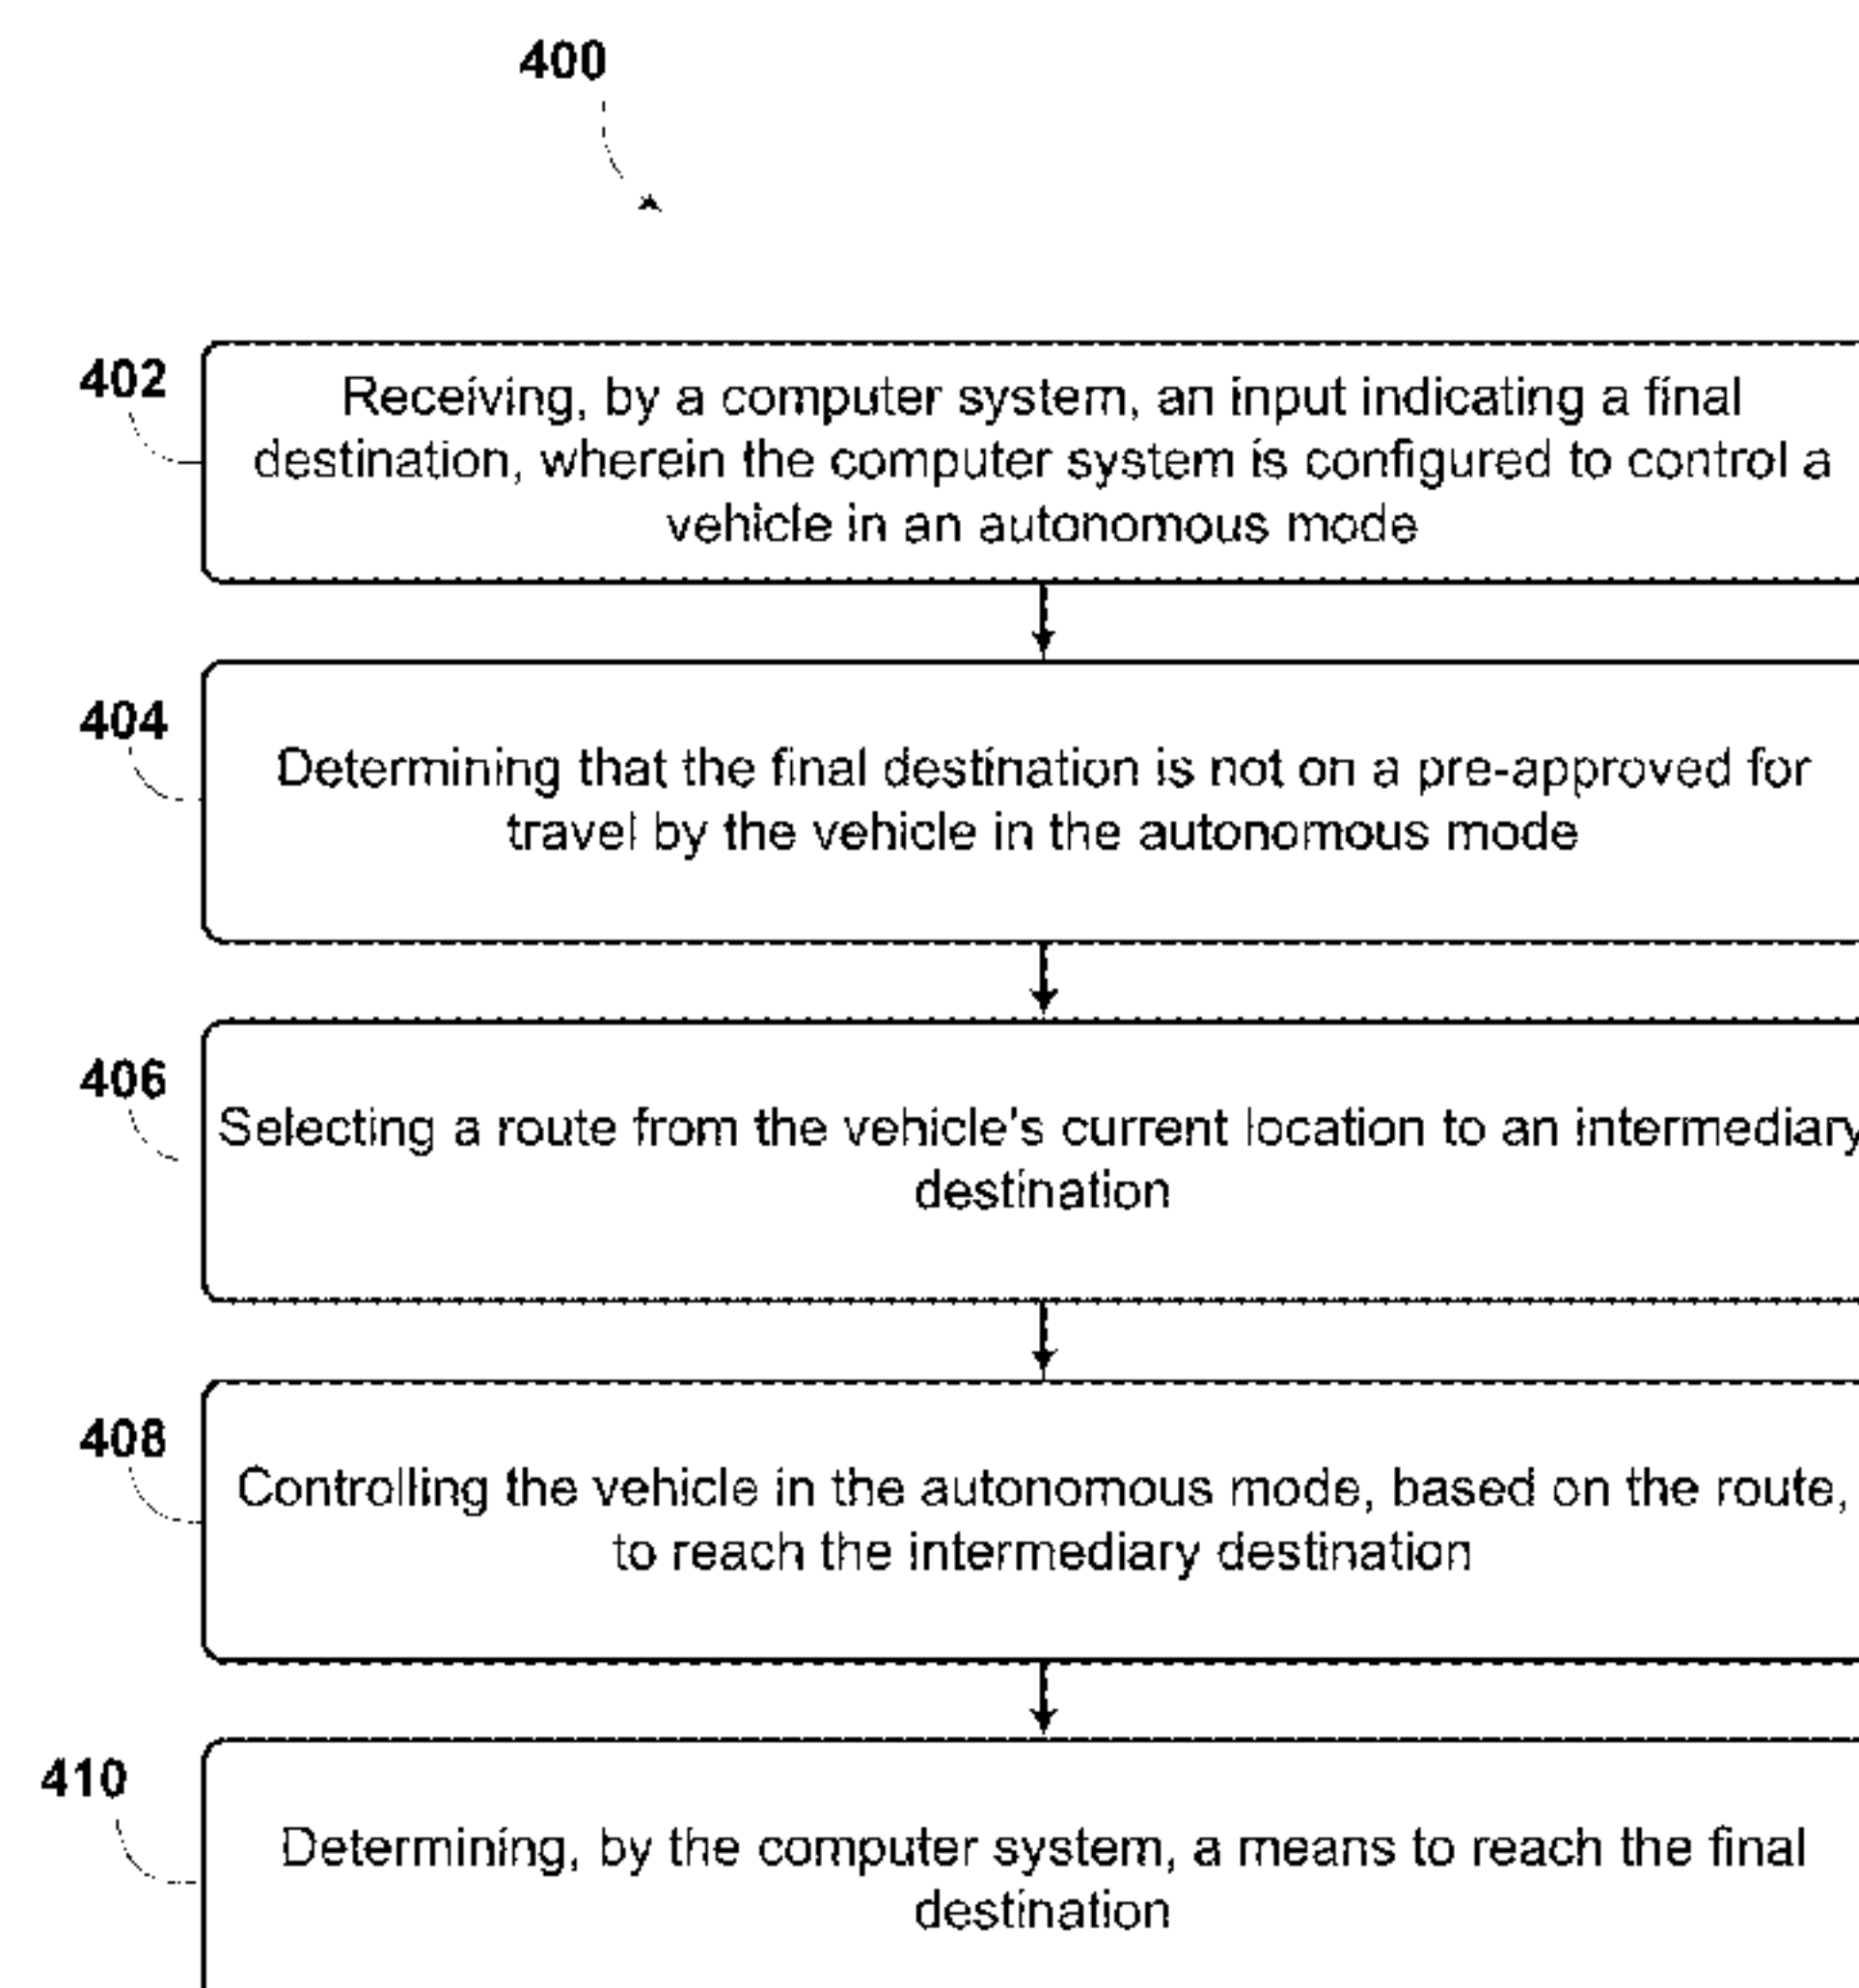 400
402
Receiving, by a computer system, an input indicating a final
destination, wherein the computer system is configured to control a
vehicle in an autonomous mode
404
Determining that the final destination is not on a pre-approved for
travel by the vehicle in the autonomous mode
406
Selecting a route from the vehicle's current location to an intermediary
destination
408
Controlling the vehicle in the autonomous mode, based on the route,
to reach the intermediary destination
410
Determining, by the computer system, a means to reach the final
destination